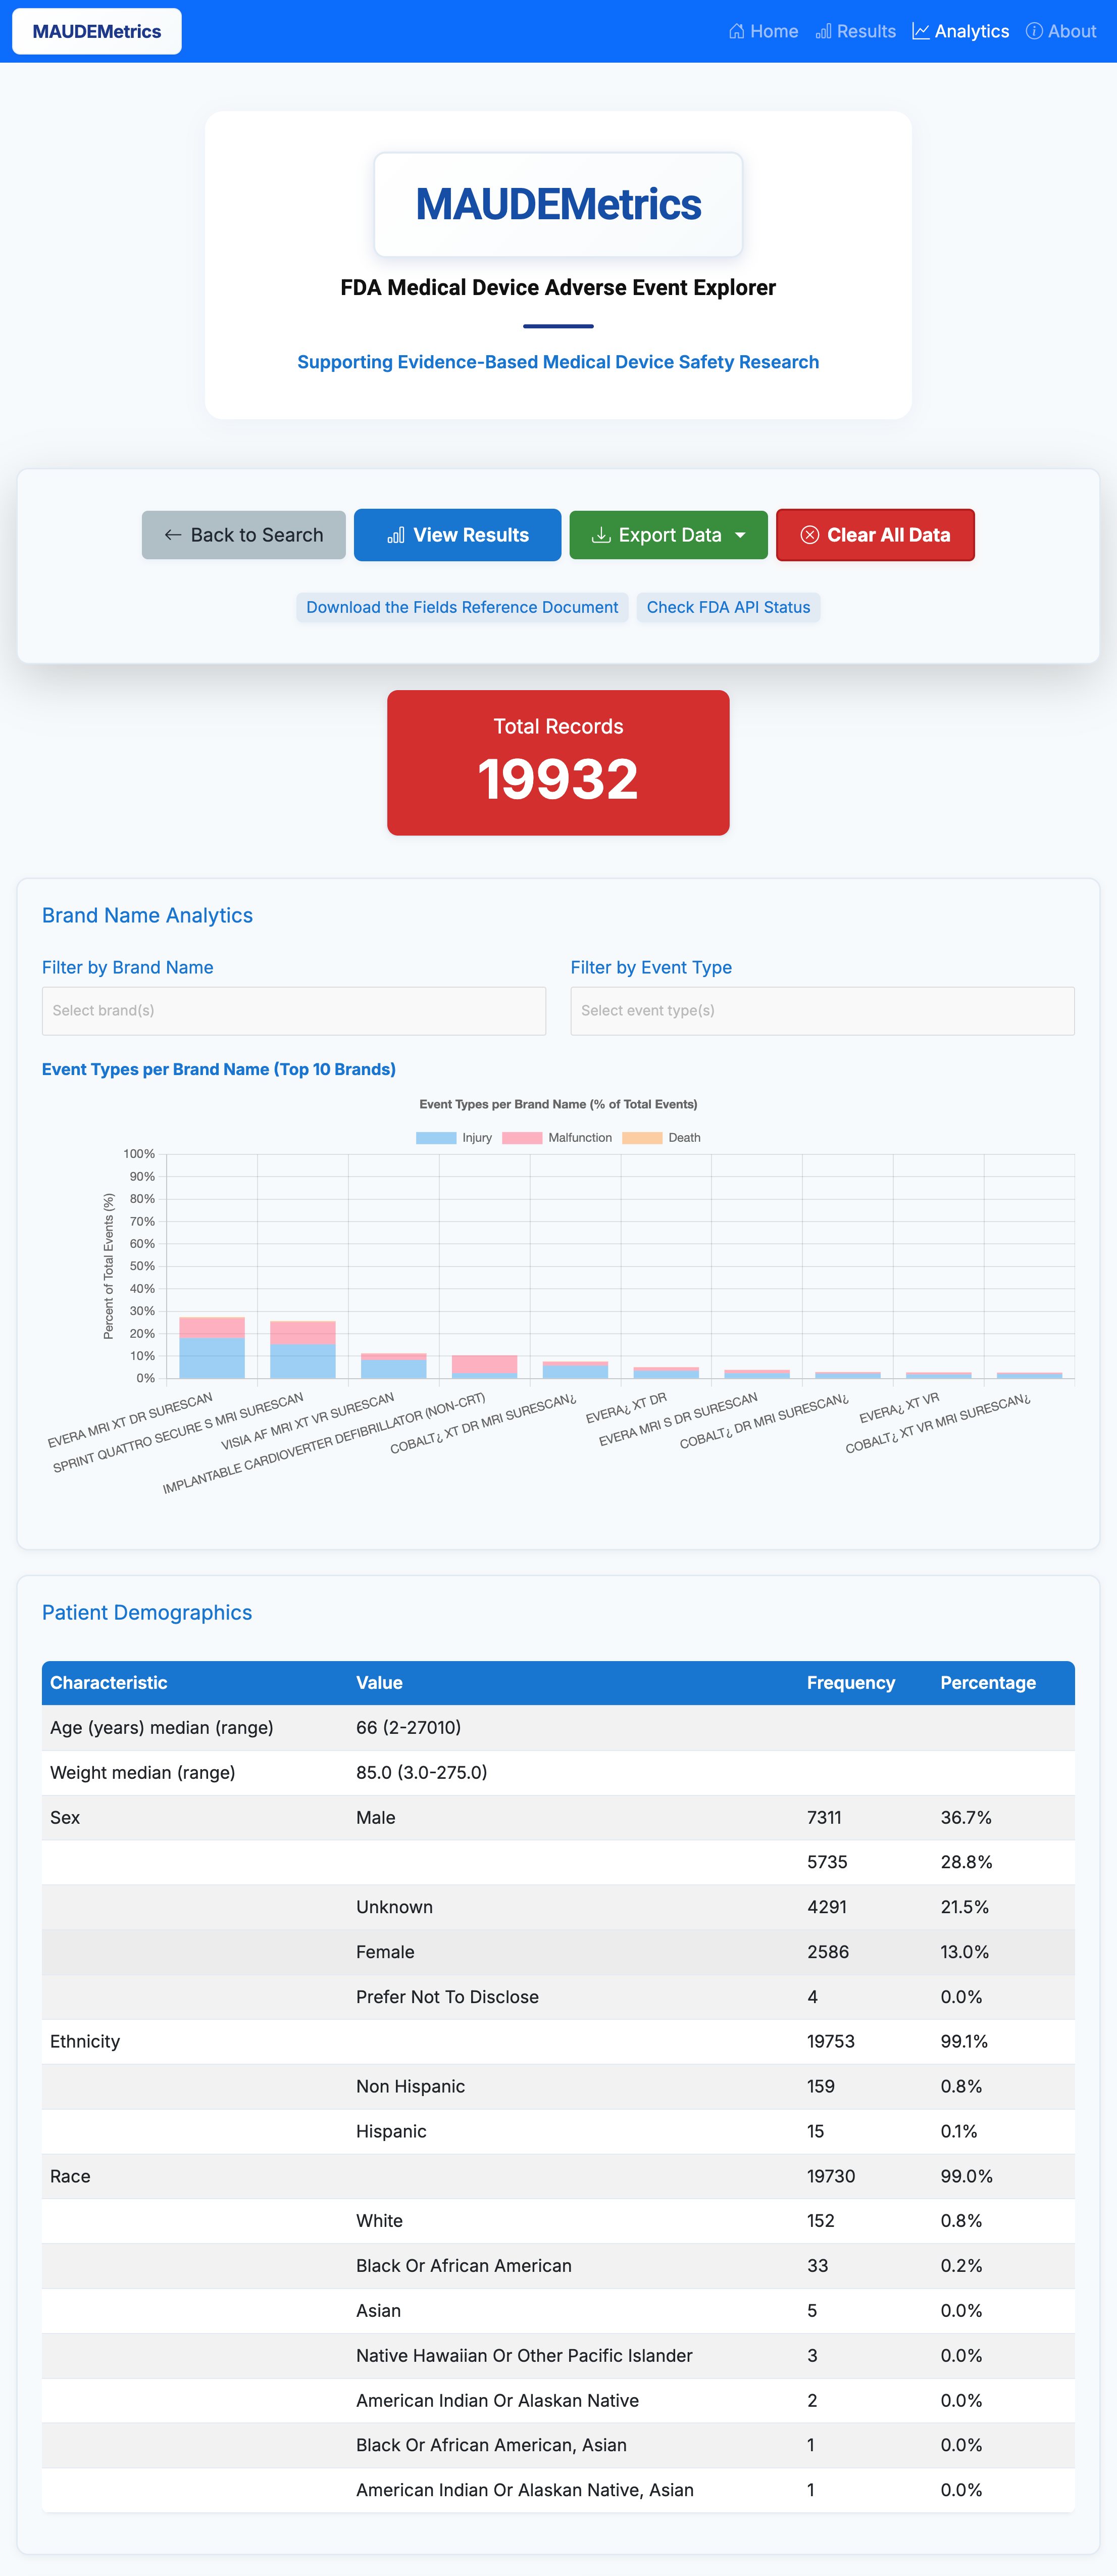 MAUDEMetrics
Home Results Analytics About
MAUDEMetrics
FDA Medical Device Adverse Event Explorer
Supporting Evidence-Based Medical Device Safety Research
Back to Search View Results Export Data Clear All Data
Download the Fields Reference Document Check FDA API Status
Total Records
19932
Brand Name Analytics
Filter by Brand Name Filter by Event Type
Select brand(s) Select event type(s)
Event Types per Brand Name (Top 10 Brands)
Event Types per Brand Name (% of Total Events)
Injury Malfunction Death
Percent of Total Events (%)
100%
90%
80%
70%
60%
50%
40%
30%
20%
10%
0%
EVERA MRI XT DR SURESCAN
SPRINT QUATTRO SECURE S MRI SURESCAN
VISIA AF MRI XT VR SURESCAN
IMPLANTABLE CARDIOVERTER DEFIBRILLATOR (NON-CRT)
COBALT¿ XT DR MRI SURESCAN¿
EVERA¿ XT DR
EVERA MRI S DR SURESCAN
COBALT¿ DR MRI SURESCAN¿
EVERA¿ XT VR
COBALT¿ XT VR MRI SURESCAN¿
Patient Demographics
Characteristic Value Frequency Percentage
Age (years) median (range) 66 (2-27010)
Weight median (range) 85.0 (3.0-275.0)
Sex Male 7311 36.7%
5735 28.8%
Unknown 4291 21.5%
Female 2586 13.0%
Prefer Not To Disclose 4 0.0%
Ethnicity 19753 99.1%
Non Hispanic 159 0.8%
Hispanic 15 0.1%
Race 19730 99.0%
White 152 0.8%
Black Or African American 33 0.2%
Asian 5 0.0%
Native Hawaiian Or Other Pacific Islander 3 0.0%
American Indian Or Alaskan Native 2 0.0%
Black Or African American, Asian 1 0.0%
American Indian Or Alaskan Native, Asian 1 0.0%